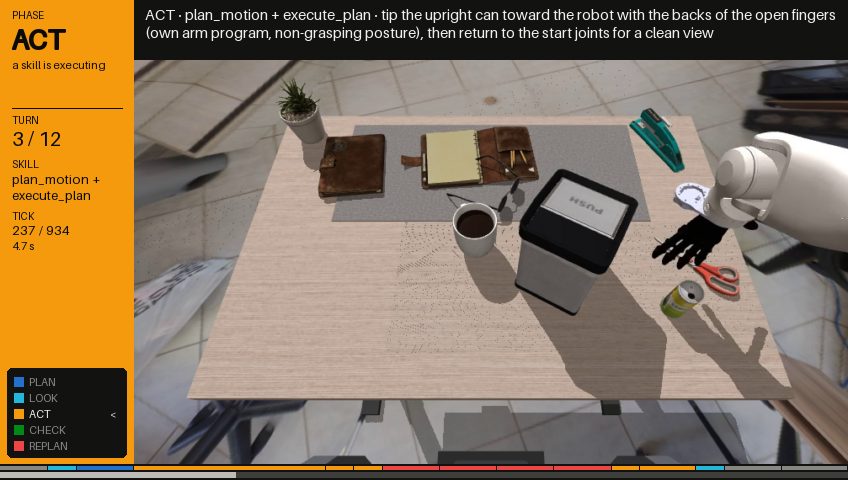 PHASE
ACT
a skill is executing
TURN
3 / 12
SKILL
plan_motion +
execute_plan
TICK
237 / 934
4.7 s
PLAN
LOOK
ACT <
CHECK
REPLAN
ACT · plan_motion + execute_plan · tip the upright can toward the robot with the backs of the open fingers
(own arm program, non-grasping posture), then return to the start joints for a clean view
PUSH